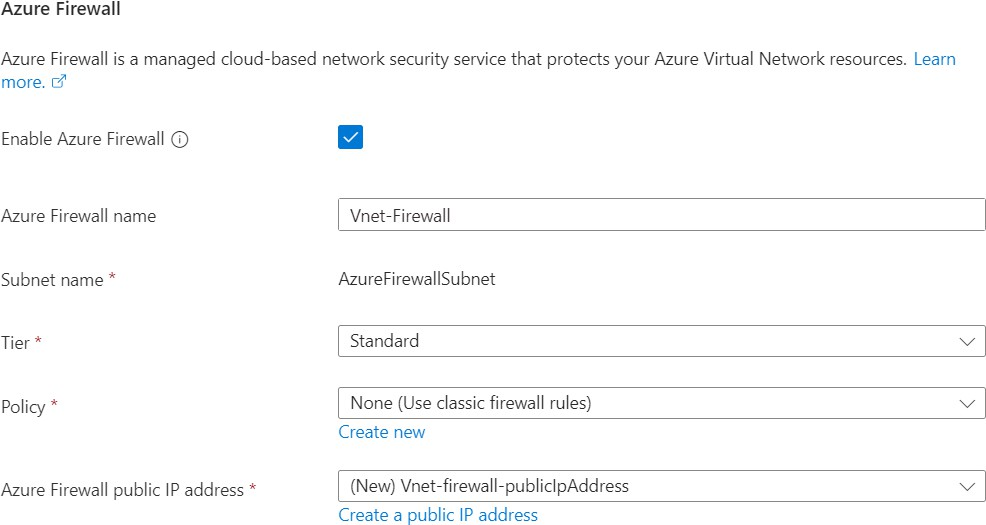 Azure Firewall
Azure Firewall is a managed cloud-based network security service that protects your Azure Virtual Network resources. Learn
more.
Enable Azure Firewall
Azure Firewall name
Vnet-Firewall
Subnet name *
AzureFirewallSubnet
Tier *
Standard
Policy *
None (Use classic firewall rules)
Create new
Azure Firewall public IP address *
(New) Vnet-firewall-publicIpAddress
Create a public IP address